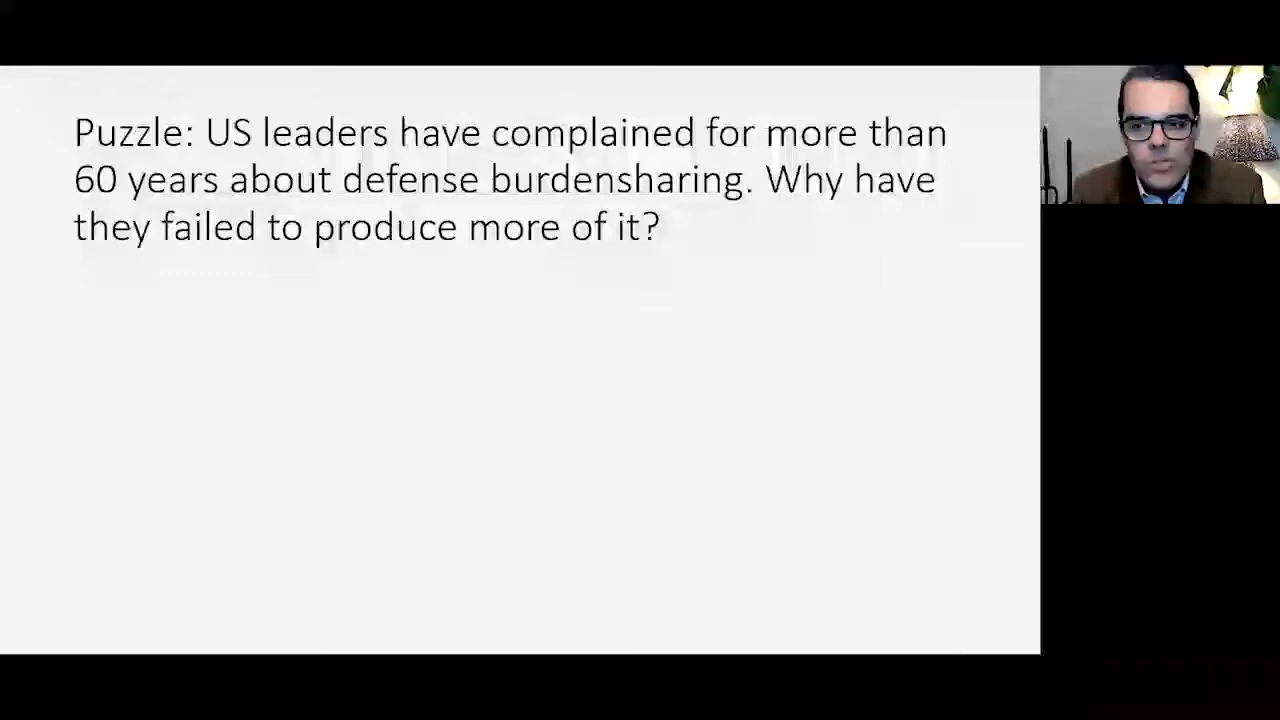 Puzzle: US leaders have complained for more than
60 years about defense burdensharing. Why have
they failed to produce more of it?